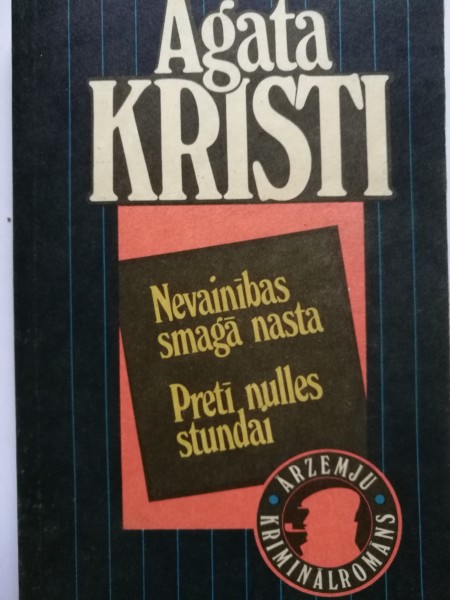 Agata
KRISTI
Nevainības
smagā nasta
Pretī nulles
stundai
ĀRZEMJU
KRIMINĀLROMĀNS